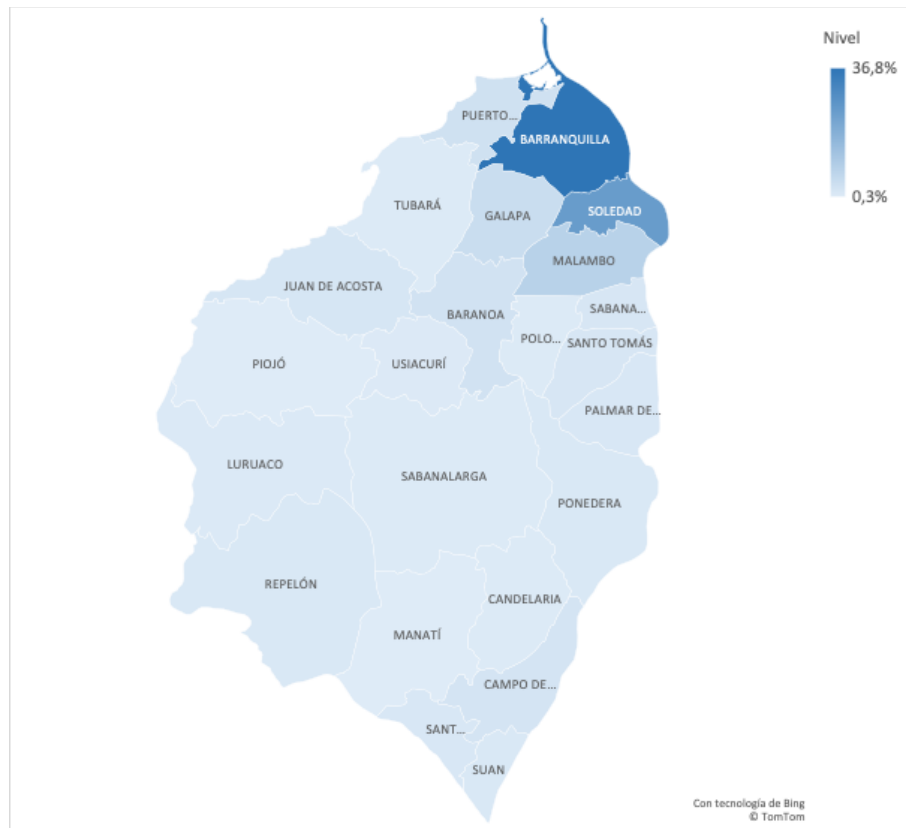 Nivel
36,8%
0,3%
PUERTO...
BARRANQUILLA
TUBARÁ
GALAPA
SOLEDAD
MALAMBO
JUAN DE ACOSTA
BARANOA
SABANA...
POLO...
SANTO TOMÁS
PIOJÓ
USIACURÍ
PALMAR DE...
LURUACO
SABANALARGA
PONEDERA
REPELÓN
CANDELARIA
MANATÍ
CAMPO DE...
SANT...
SUAN
Con tecnología de Bing
© TomTom